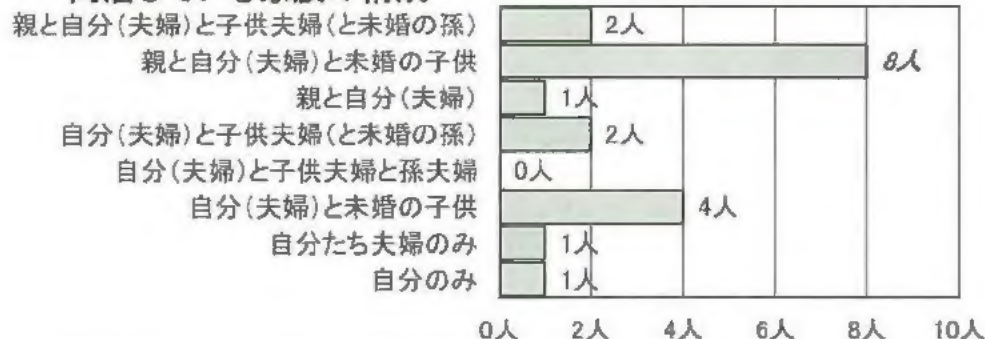 親と自分(夫婦)と子供夫婦(と未婚の孫) 2人
親と自分(夫婦)と未婚の子供 8人
親と自分(夫婦) 1人
自分(夫婦)と子供夫婦(と未婚の孫) 2人
自分(夫婦)と子供夫婦と孫夫婦 0人
自分(夫婦)と未婚の子供 4人
自分たち夫婦のみ 1人
自分のみ 1人
0人 2人 4人 6人 8人 10人